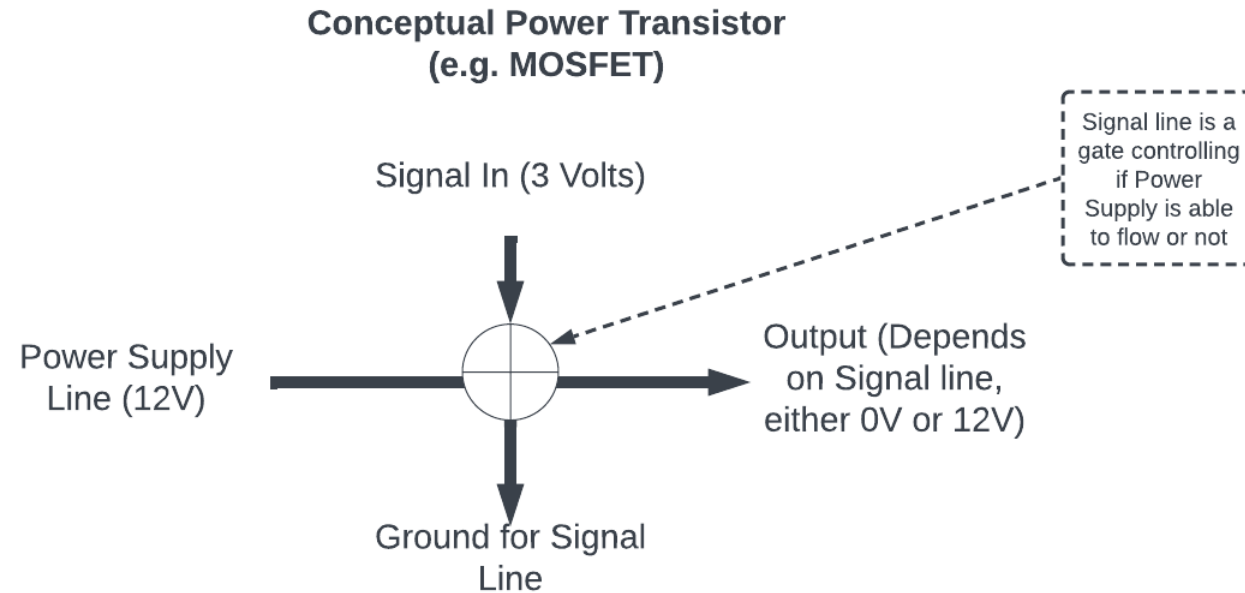 Conceptual Power Transistor
(e.g. MOSFET)
Signal line is a
gate controlling
if Power
Supply is able
to flow or not
Signal In (3 Volts)
Power Supply
Line (12V)
Output (Depends
on Signal line,
either 0V or 12V)
Ground for Signal
Line